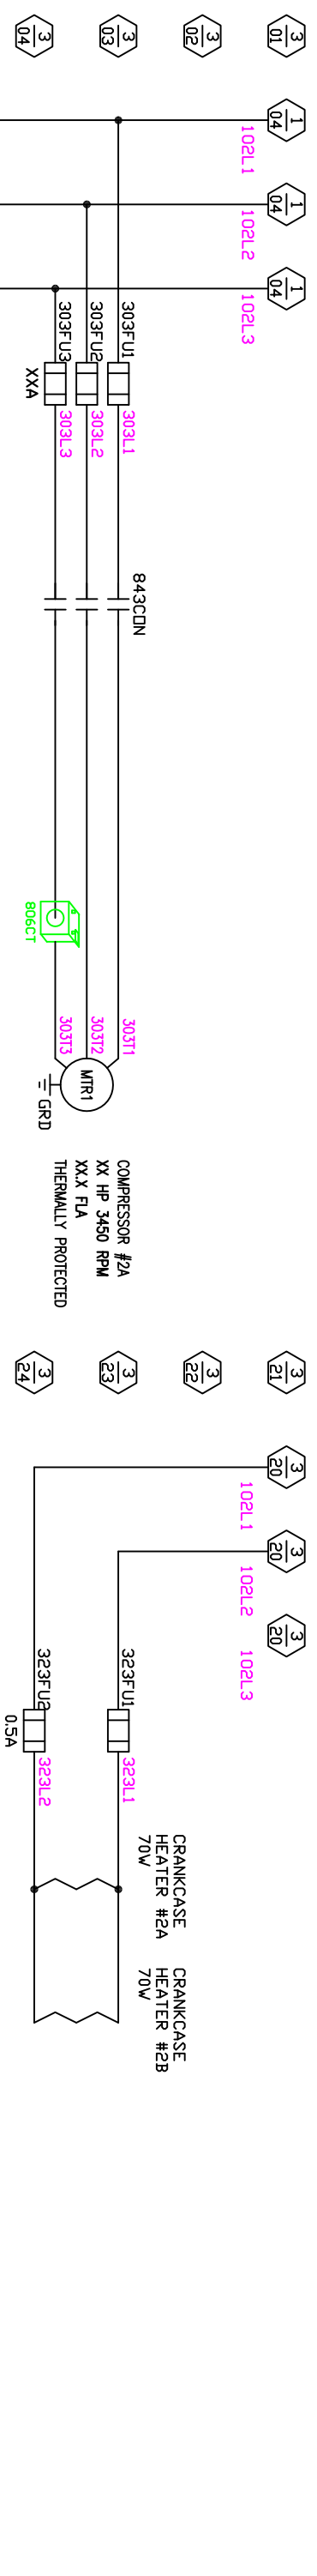 3
01
1
04
102L1
1
04
102L2
1
04
102L3
3
02
3
03
303FU1
303L1
843CON
303T1
303FU2
303L2
303T2
303FU3
303L3
303T3
XXA
806CT
MTR1
GRD
COMPRESSOR #2A
XX HP 3450 RPM
XX.X FLA
THERMALLY PROTECTED
3
04
3
21
3
20
102L1
3
20
102L2
3
20
102L3
3
22
3
23
323FU1
323L1
CRANKCASE
HEATER #2A
70W
CRANKCASE
HEATER #2B
70W
3
24
323FU2
323L2
0.5A